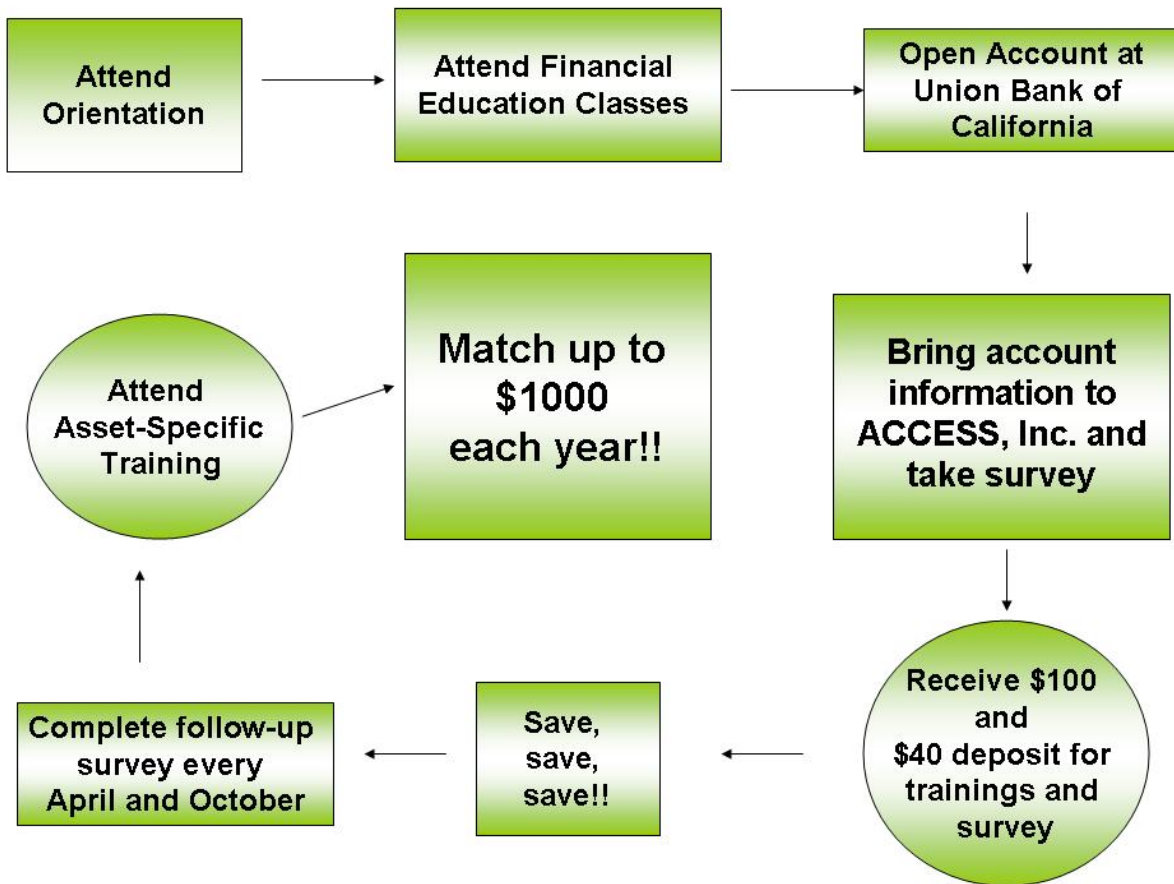 Attend
Orientation
Attend Financial
Education Classes
Open Account at
Union Bank of
California
Bring account
information to
ACCESS, Inc. and
take survey
Receive $100
and
$40 deposit for
trainings and
survey
Save,
save,
save!!
Complete follow-up
survey every
April and October
Attend
Asset-Specific
Training
Match up to
$1000
each year!!